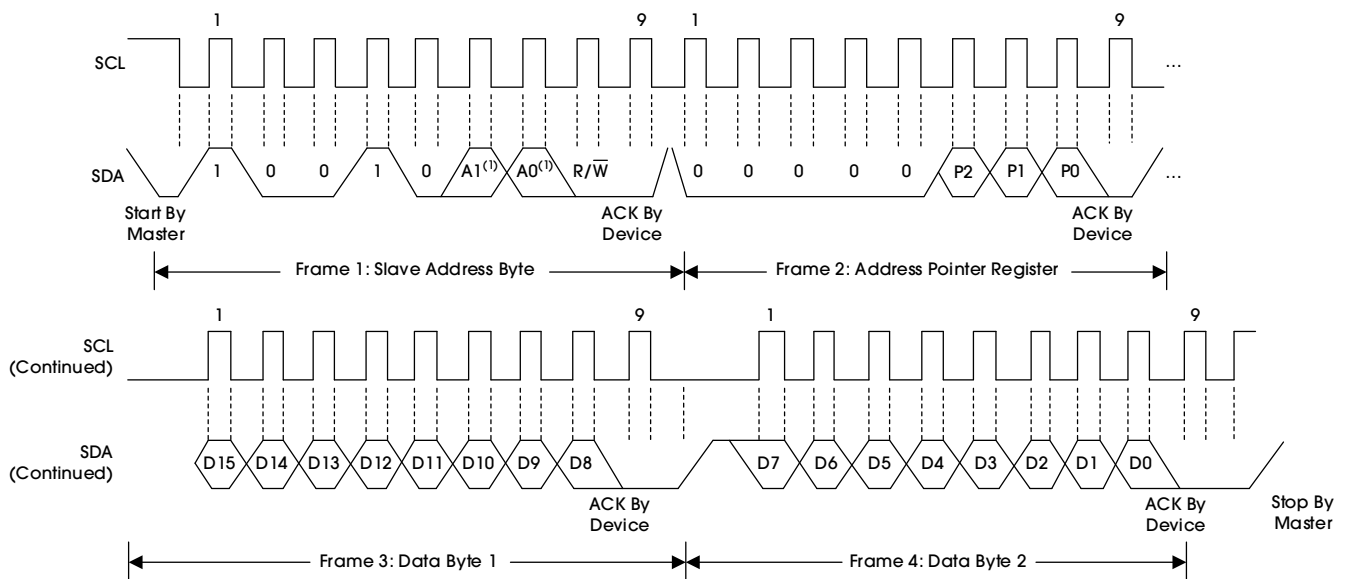 1 9 1 9
SCL ...
SDA 1 0 0 1 0 A1(1) A0(1) R/W̅ 0 0 0 0 0 P2 P1 P0 ...
Start By Master
ACK By Device
ACK By Device
Frame 1: Slave Address Byte
Frame 2: Address Pointer Register
1 9 1 9
SCL (Continued)
SDA (Continued)
D15 D14 D13 D12 D11 D10 D9 D8 D7 D6 D5 D4 D3 D2 D1 D0
ACK By Device
ACK By Device
Stop By Master
Frame 3: Data Byte 1
Frame 4: Data Byte 2